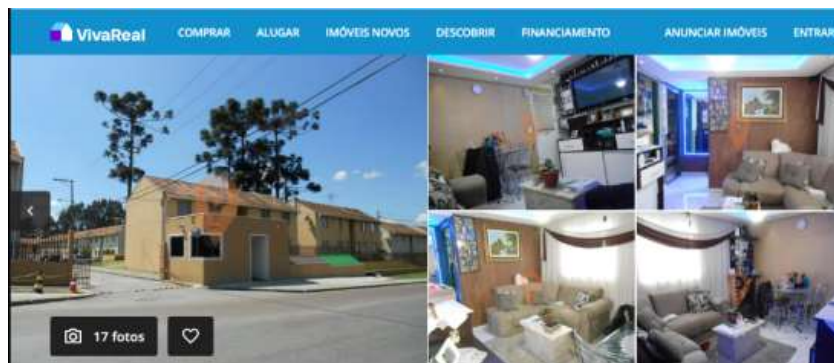 VivaReal COMPRAR ALUGAR IMÓVEIS NOVOS DESCOBRIR FINANCIAMENTO ANUNCIAR IMÓVEIS ENTRAR
17 fotos